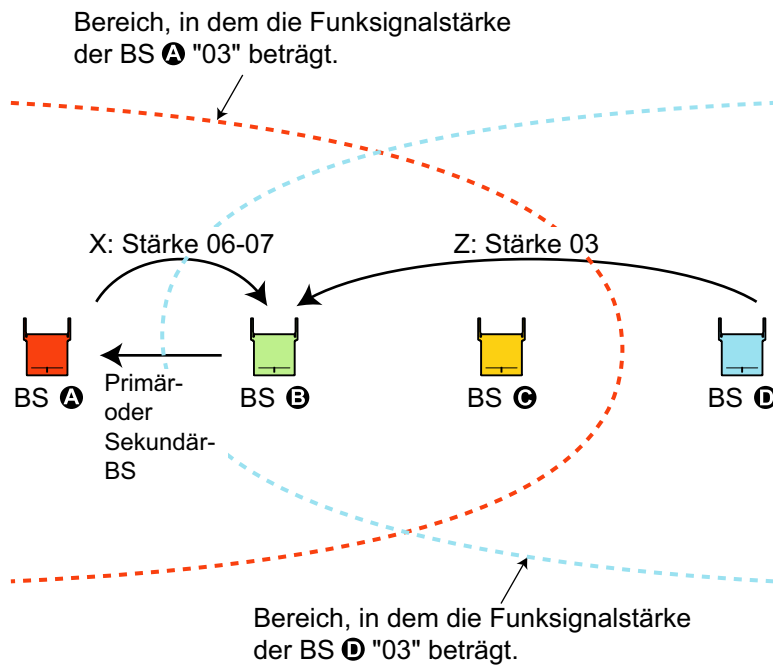 Bereich, in dem die Funksignalstärke
der BS A "03" beträgt.
X: Stärke 06-07
Z: Stärke 03
BS A
Primär-
oder
Sekundär-
BS
BS B
BS C
BS D
Bereich, in dem die Funksignalstärke
der BS D "03" beträgt.